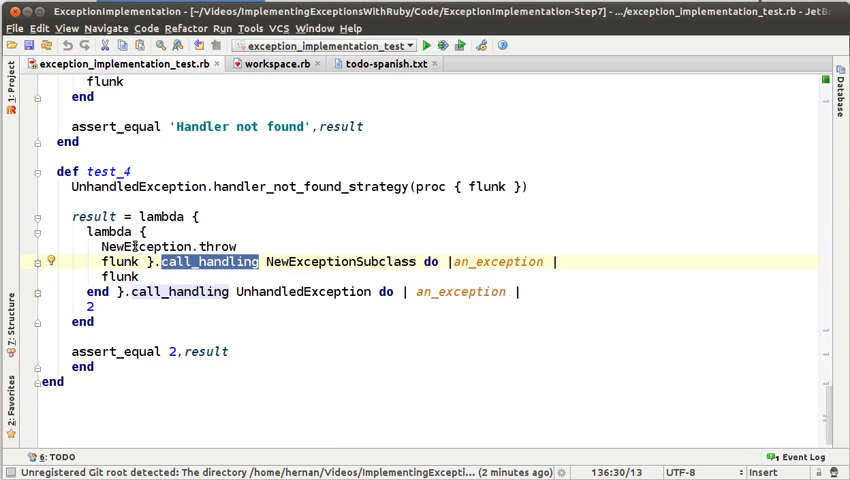 ExceptionImplementation - [~/Videos/ImplementingExceptionsWithRuby/Code/ExceptionImplementation-Step7] - .../exception_implementation_test.rb - JetBr
File Edit View Navigate Code Refactor Run Tools VCS Window Help
exception_implementation_test
exception_implementation_test.rb workspace.rb todo-spanish.txt
1: Project
Database
flunk
end
assert_equal 'Handler not found',result
end
def test_4
UnhandledException.handler_not_found_strategy(proc { flunk })
result = lambda {
lambda {
NewException.throw
flunk }.call_handling NewExceptionSubclass do |an_exception |
flunk
end }.call_handling UnhandledException do | an_exception |
2
end
assert_equal 2,result
end
end
7: Structure
2: Favorites
6: TODO
Event Log
Unregistered Git root detected: The directory /home/hernan/Videos/ImplementingExcepti... (2 minutes ago) 136:30/13 UTF-8 Insert